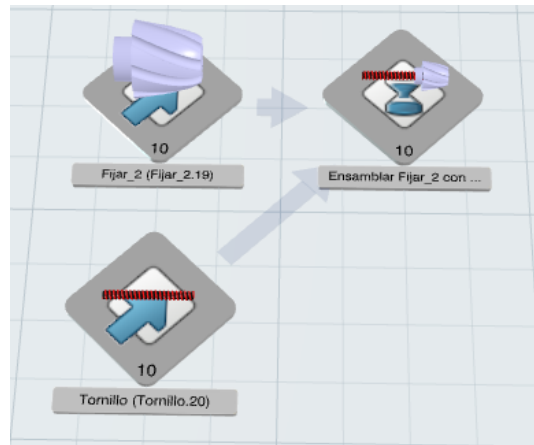 10
10
Fijar_2 (Fijar_2.19)
Ensamblar Fijar_2 con ...
10
Tornillo (Tornillo.20)